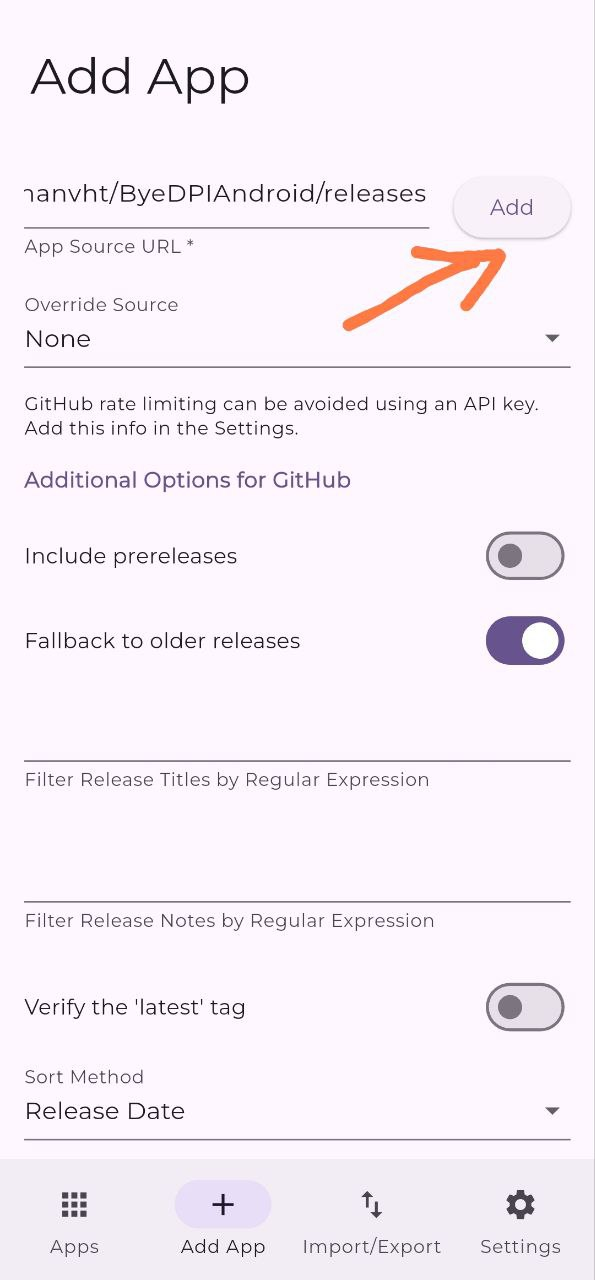 Add App
nanvht/ByeDPIAndroid/releases
Add
App Source URL *
Override Source
None
GitHub rate limiting can be avoided using an API key.
Add this info in the Settings.
Additional Options for GitHub
Include prereleases
Fallback to older releases
Filter Release Titles by Regular Expression
Filter Release Notes by Regular Expression
Verify the 'latest' tag
Sort Method
Release Date
Apps
Add App
Import/Export
Settings